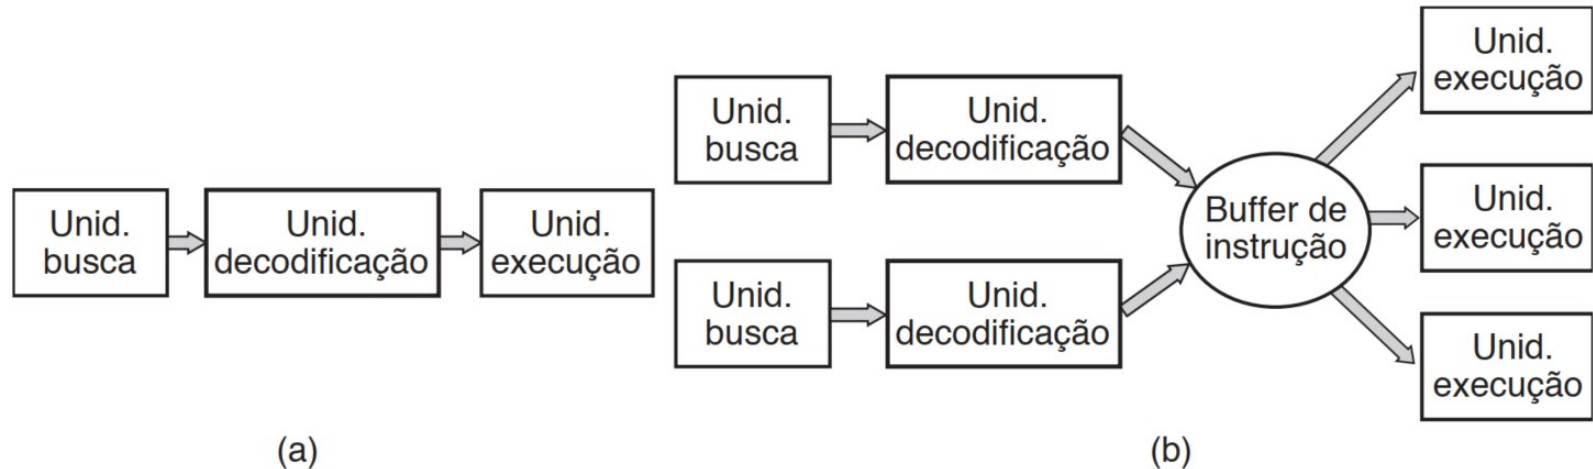 Unid.
busca
Unid.
decodificação
Unid.
execução
(a)
Unid.
busca
Unid.
decodificação
Unid.
busca
Unid.
decodificação
Buffer de
instrução
Unid.
execução
Unid.
execução
Unid.
execução
(b)